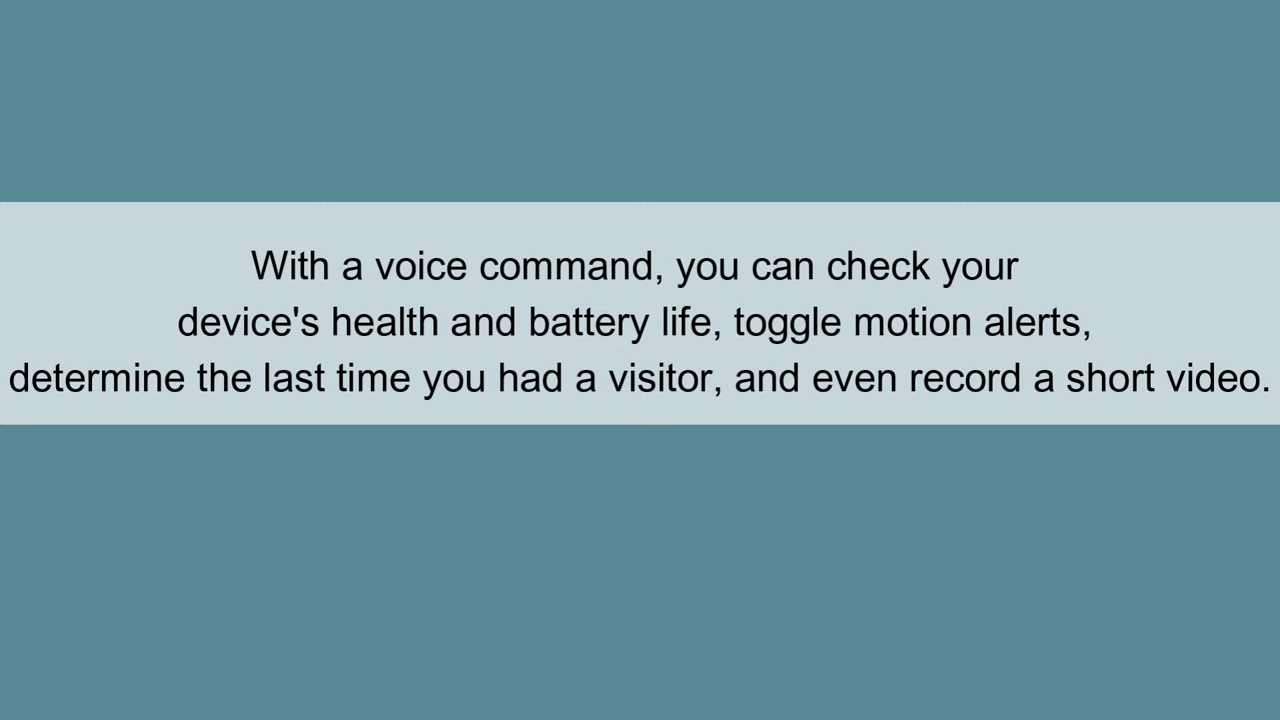 With a voice command, you can check your
device's health and battery life, toggle motion alerts,
determine the last time you had a visitor, and even record a short video.